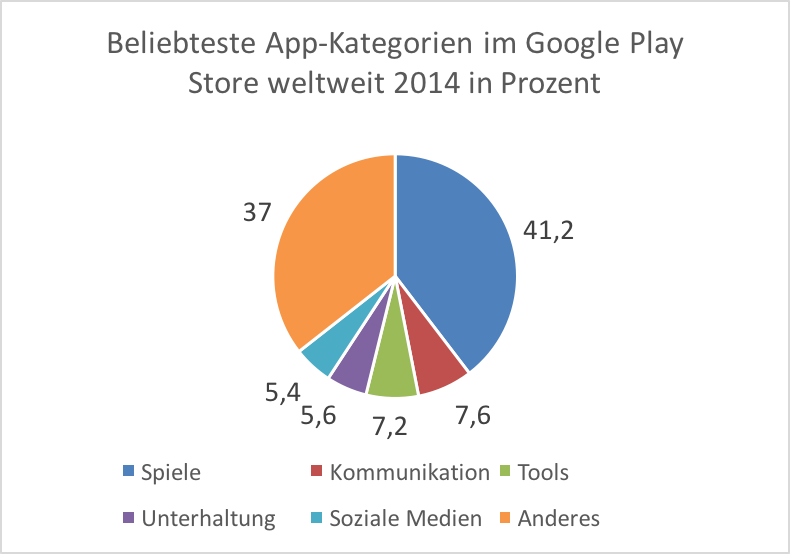 Beliebteste App-Kategorien im Google Play
Store weltweit 2014 in Prozent
37
41,2
5,4
5,6
7,2
7,6
Spiele
Kommunikation
Tools
Unterhaltung
Soziale Medien
Anderes